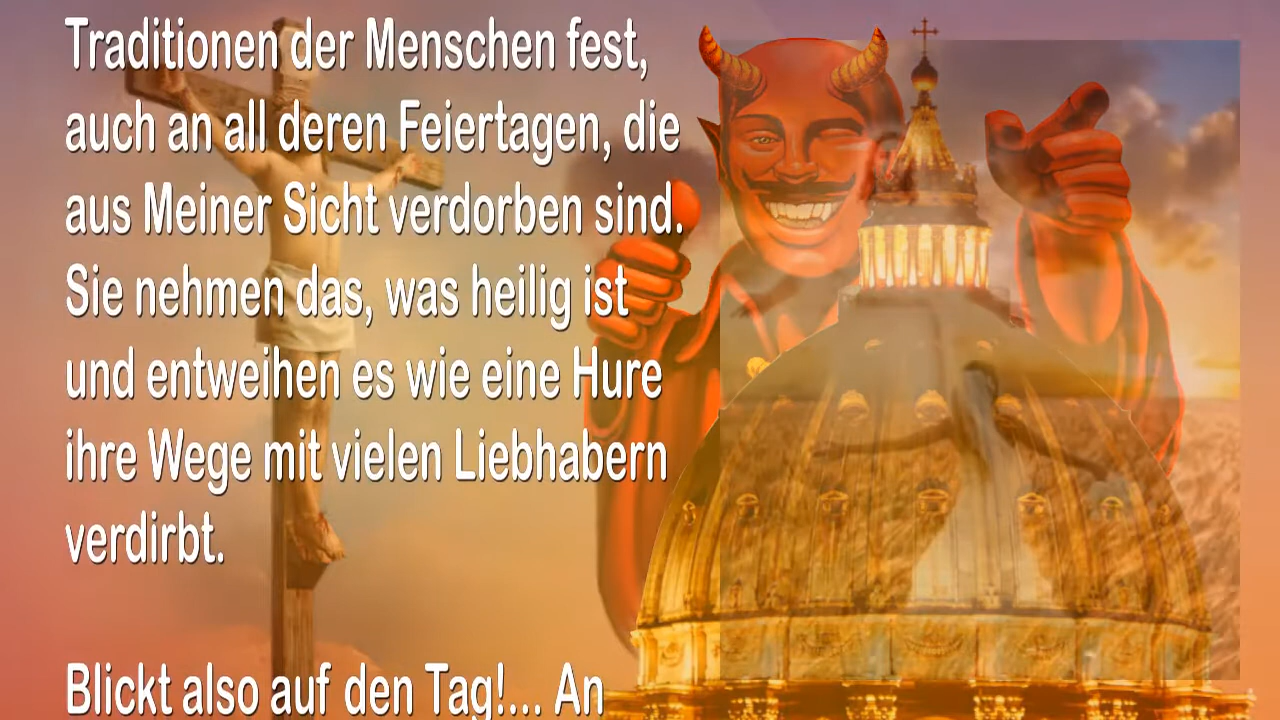 Traditionen der Menschen fest,
auch an all deren Feiertagen, die
aus Meiner Sicht verdorben sind.
Sie nehmen das, was heilig ist
und entweihen es wie eine Hure
ihre Wege mit vielen Liebhabern
verdirbt.
Blickt also auf den Tag!... An